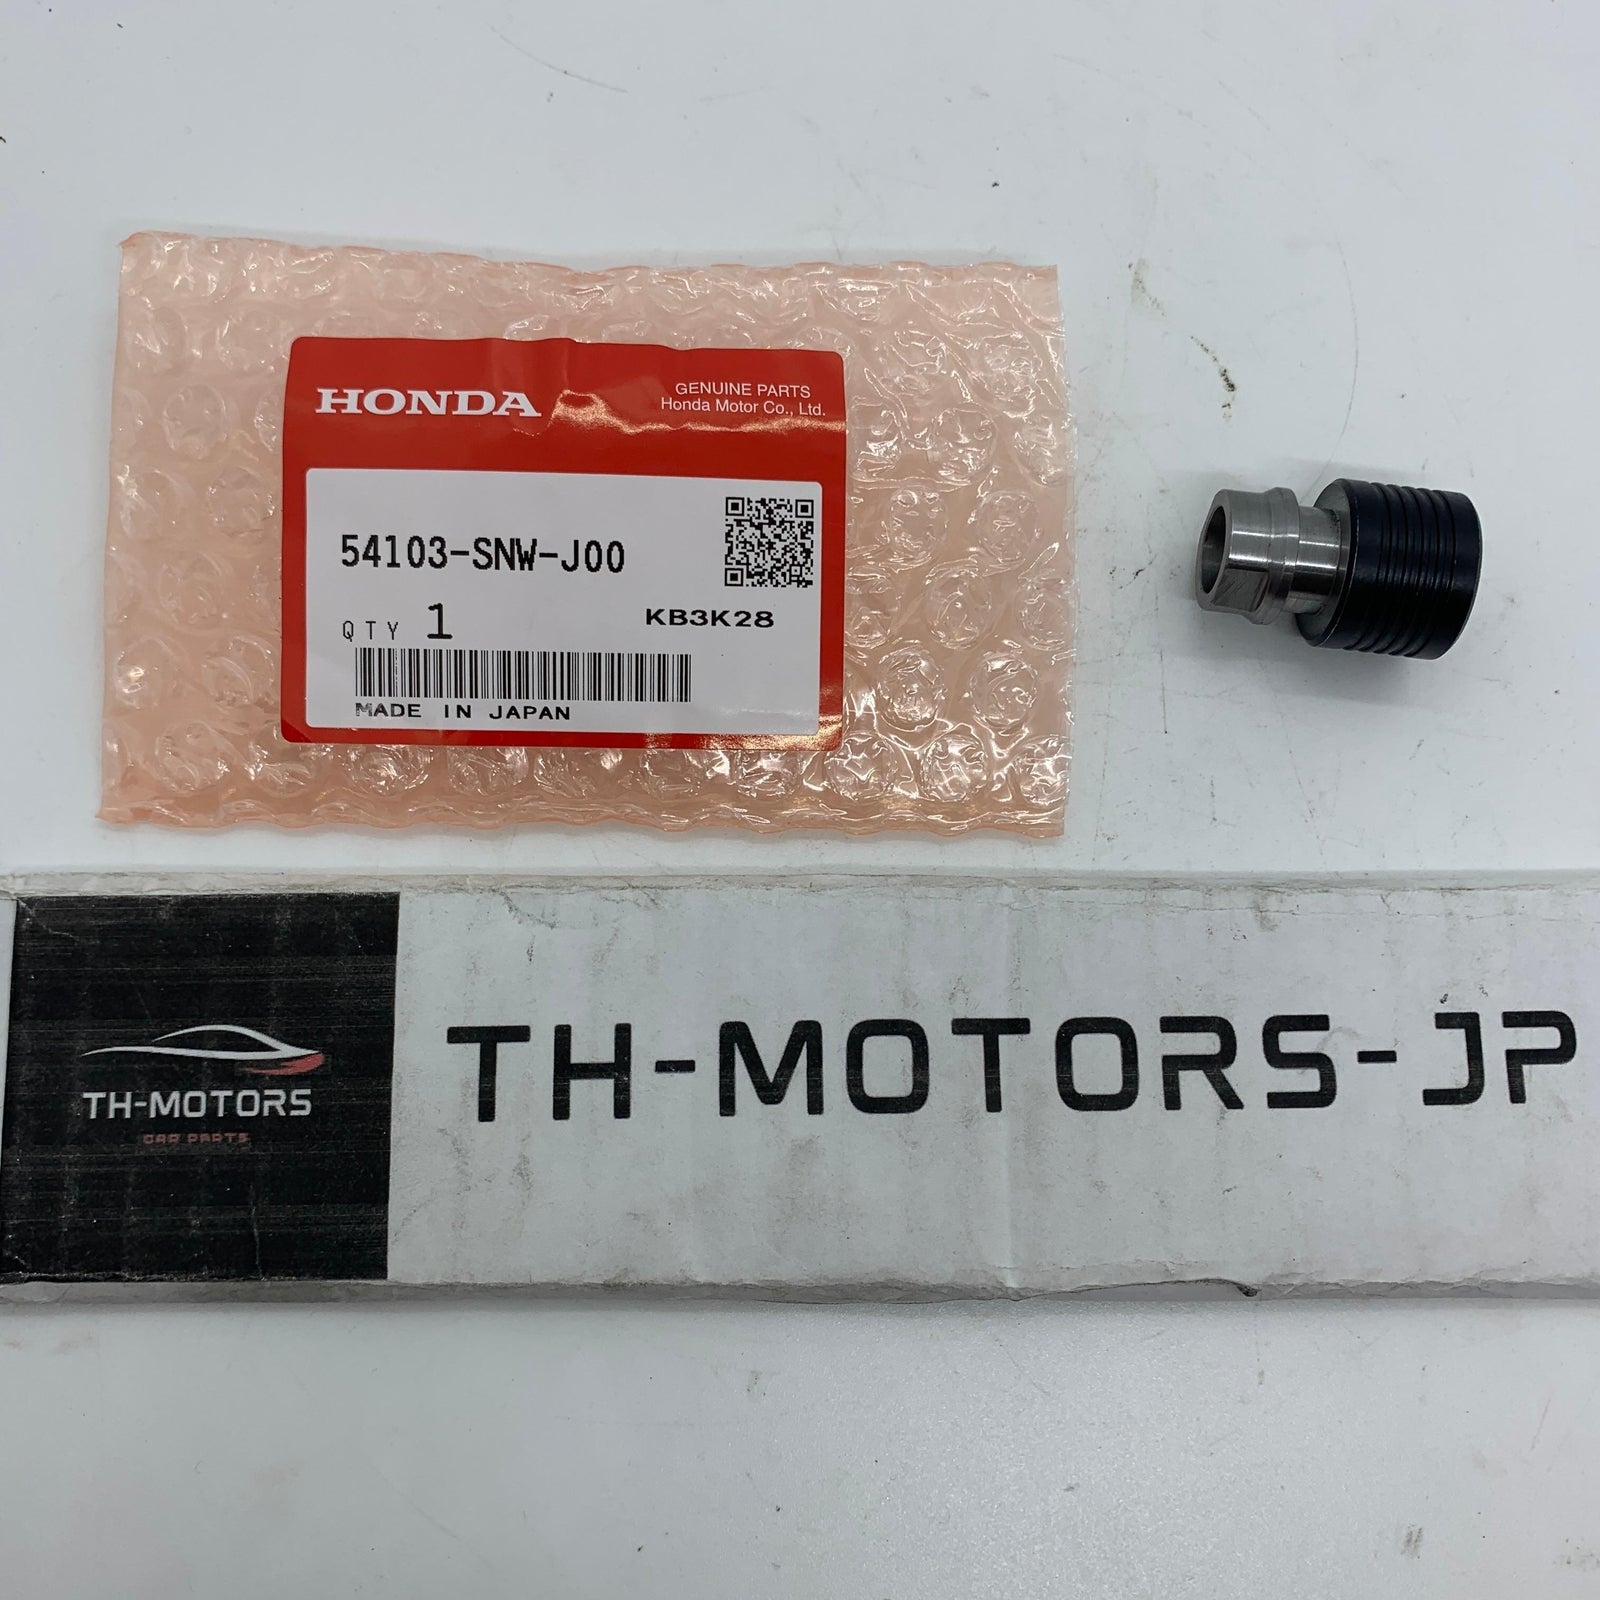 HONDA
GENUINE PARTS
Honda Motor Co., Ltd.
54103-SNW-J00
QTY 1
KB3K28
MADE IN JAPAN
TH-MOTORS
CAR PARTS
TH-MOTORS-JP